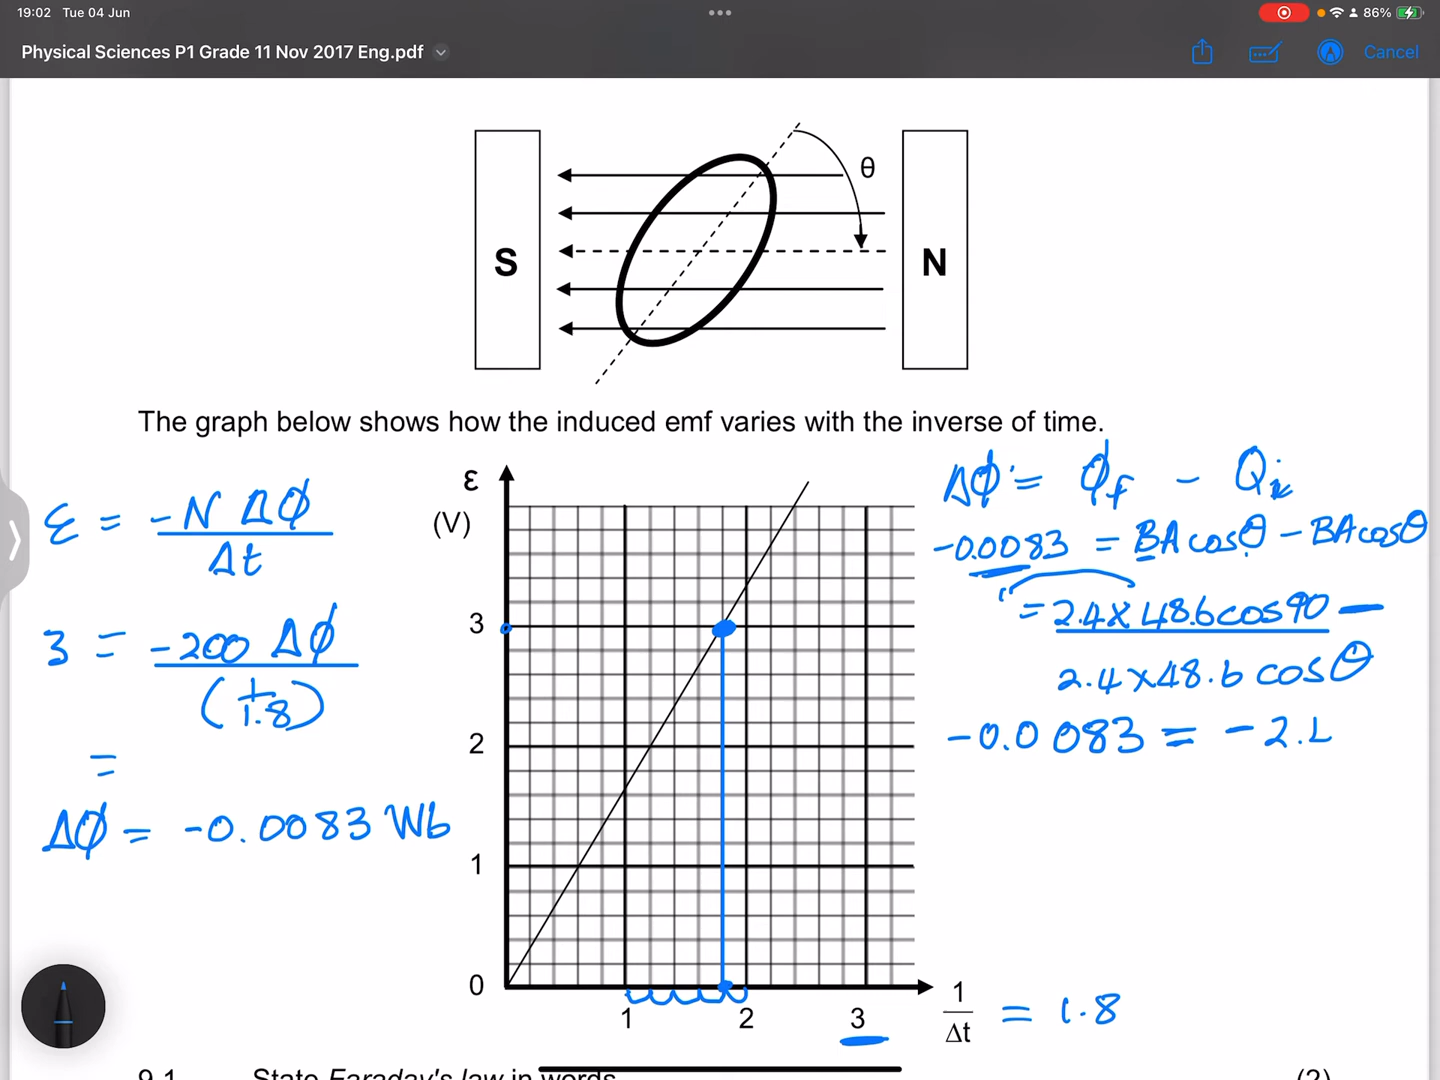 19:02 Tue 04 Jun
86%
Physical Sciences P1 Grade 11 Nov 2017 Eng.pdf
Cancel
θ
S
N
The graph below shows how the induced emf varies with the inverse of time.
ε
(V)
3
2
1
0
1 2 3
1/Δt = 1.8
ε = -N Δϕ / Δt
3 = -200 Δϕ / (1/1.8)
=
Δϕ = -0.0083 Wb
Δϕ = ϕf - Qi
-0.0083 = BA cosθ - BA cosθ
" = 2.4 × 48.6 cos 90 -
2.4 × 48.6 cos θ
-0.0083 = -2.
9.1 State Faraday's law in words. (2)